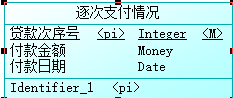 逐次支付情况
贷款次序号 <pi> Integer <M>
付款金额 Money
付款日期 Date
Identifier_1 <pi>